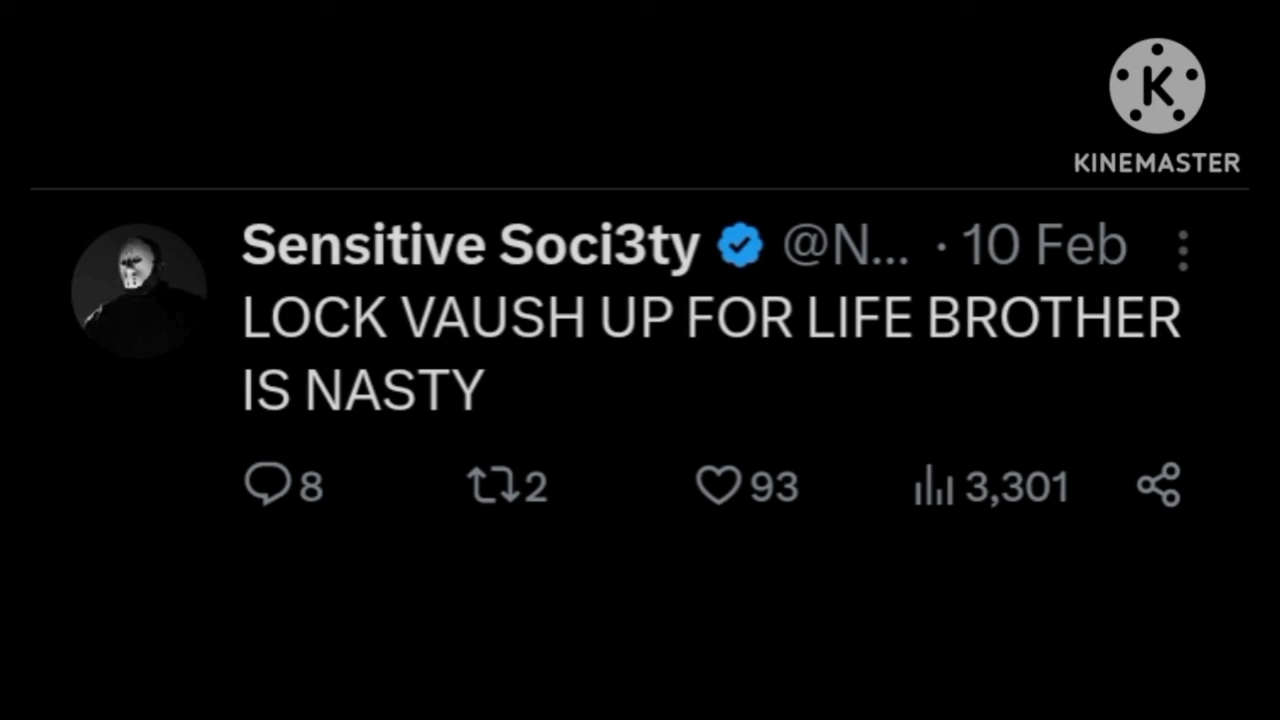 K
KINEMASTER
Sensitive Soci3ty @N... · 10 Feb
LOCK VAUSH UP FOR LIFE BROTHER
IS NASTY
8 2 93 3,301